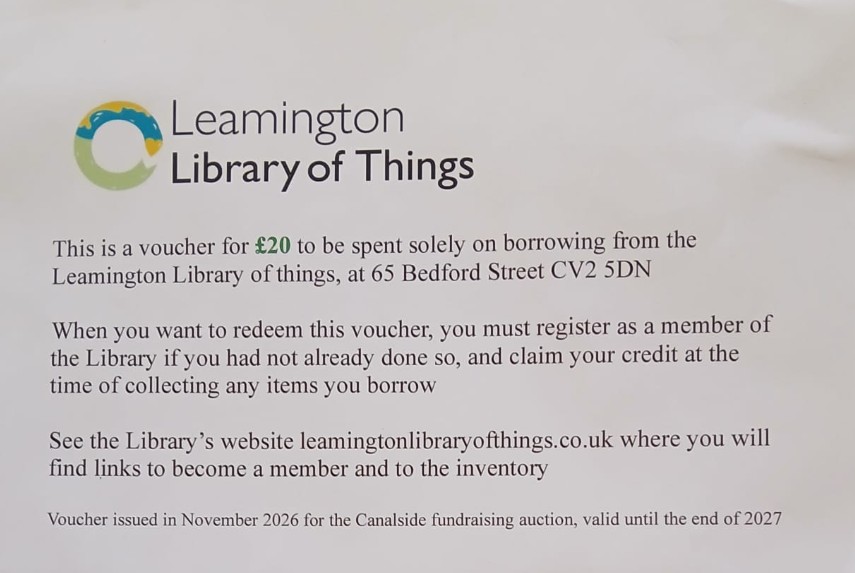 Leamington
Library of Things
This is a voucher for £20 to be spent solely on borrowing from the
Leamington Library of things, at 65 Bedford Street CV2 5DN
When you want to redeem this voucher, you must register as a member of
the Library if you had not already done so, and claim your credit at the
time of collecting any items you borrow
See the Library’s website leamingtonlibraryofthings.co.uk where you will
find links to become a member and to the inventory
Voucher issued in November 2026 for the Canalside fundraising auction, valid until the end of 2027